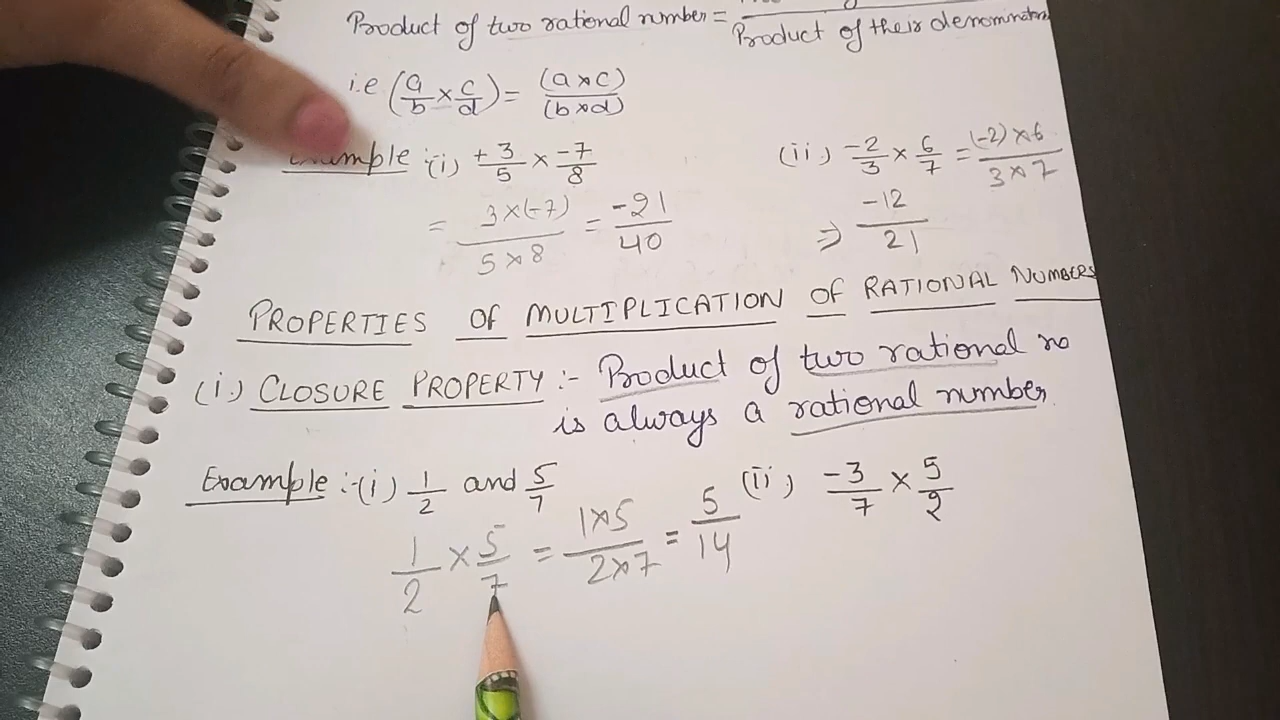 Product of two rational number =
Product of their denominators
i.e (a/b × c/d) = (a×c)/(b×d)
Example :- (i) +3/5 × -7/8
= 3×(-7)/5×8 = -21/40
(ii) -2/3 × 6/7 = (-2)×6/3×7
⇒ -12/21
PROPERTIES OF MULTIPLICATION OF RATIONAL NUMBERS
(i.) CLOSURE PROPERTY :- Product of two rational no
is always a rational number
Example :- (i) 1/2 and 5/7
1/2 × 5/7 = 1×5/2×7 = 5/14
(ii) -3/7 × 5/2